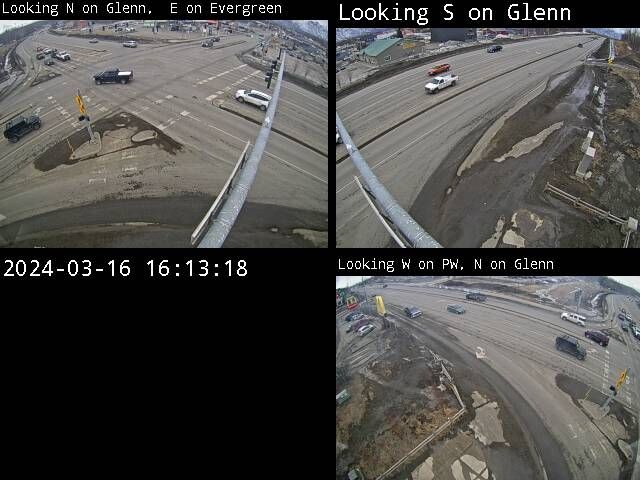 Looking N on Glenn,  E on Evergreen
Looking S on Glenn
2024-03-16 16:13:18
Looking W on PW, N on Glenn